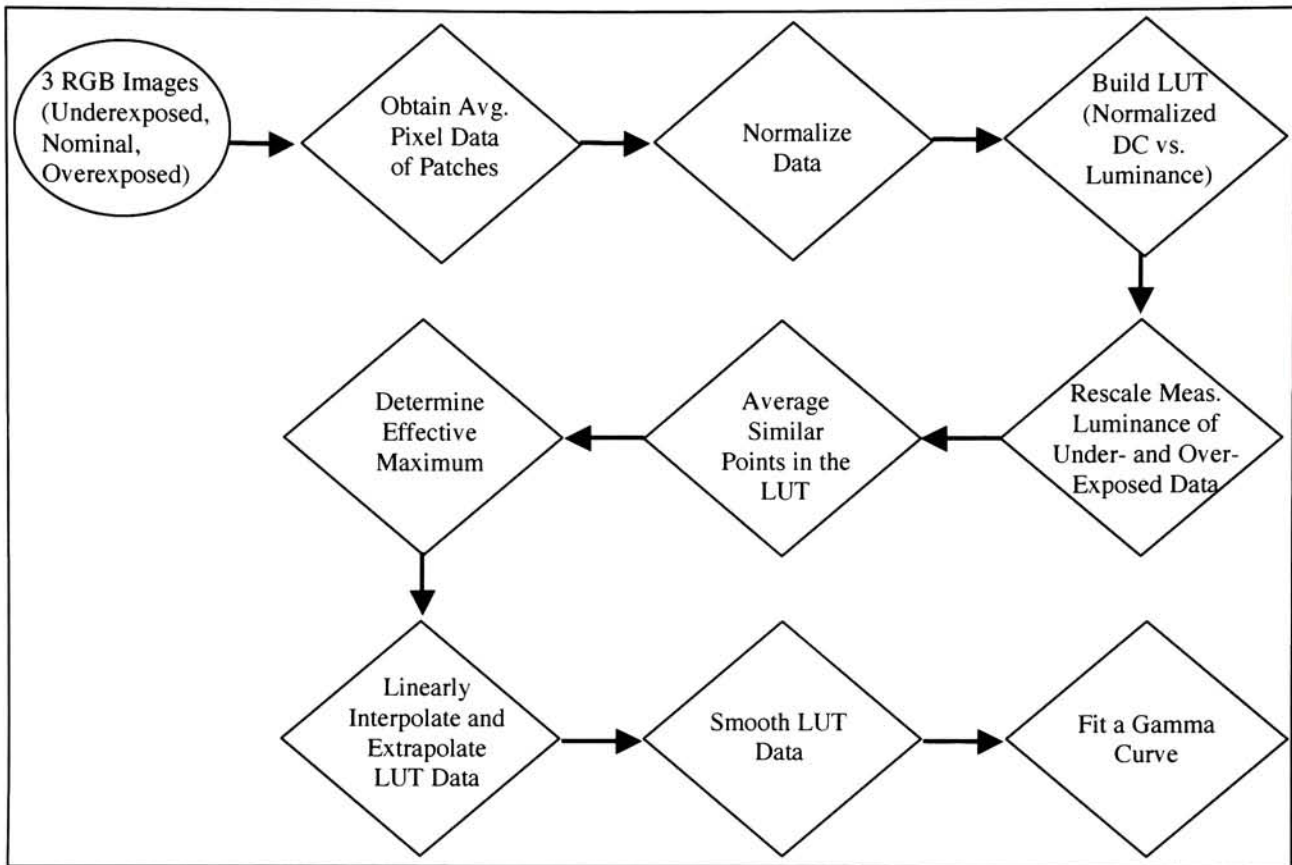 3 RGB Images
(Underexposed,
Nominal,
Overexposed)
Obtain Avg.
Pixel Data
of Patches
Normalize
Data
Build LUT
(Normalized
DC vs.
Luminance)
Rescale Meas.
Luminance of
Under- and Over-
Exposed Data
Average
Similar
Points in the
LUT
Determine
Effective
Maximum
Linearly
Interpolate and
Extrapolate
LUT Data
Smooth LUT
Data
Fit a Gamma
Curve